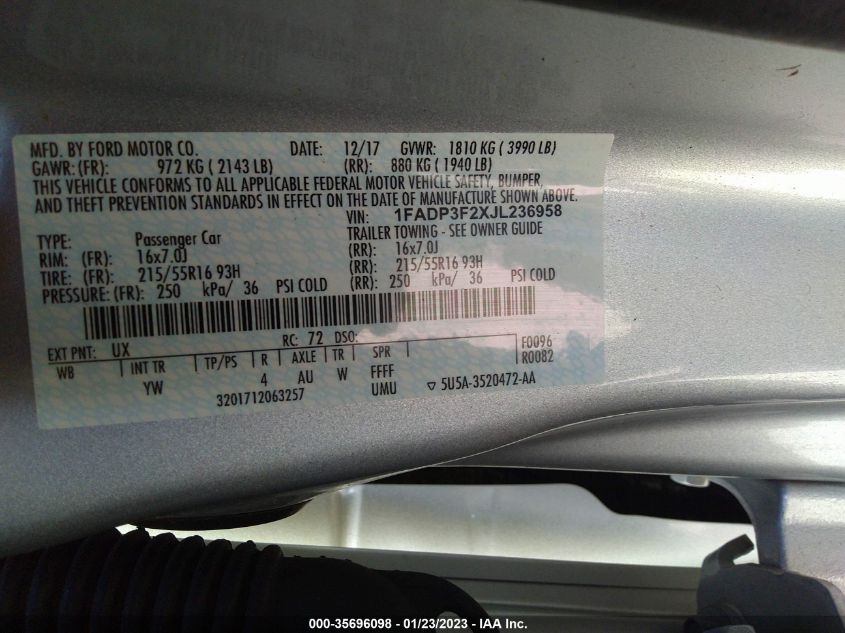 MFD. BY FORD MOTOR CO. DATE: 12/17 GVWR: 1810 KG ( 3990 LB)
GAWR: (FR): 972 KG ( 2143 LB) (RR): 880 KG ( 1940 LB)
THIS VEHICLE CONFORMS TO ALL APPLICABLE FEDERAL MOTOR VEHICLE SAFETY, BUMPER,
AND THEFT PREVENTION STANDARDS IN EFFECT ON THE DATE OF MANUFACTURE SHOWN ABOVE.
VIN: 1FADP3F2XJL236958
TYPE: Passenger Car TRAILER TOWING - SEE OWNER GUIDE
RIM: (FR): 16x7.0J (RR): 16x7.0J
TIRE: (FR): 215/55R16 93H (RR): 215/55R16 93H
PRESSURE: (FR): 250 kPa/ 36 PSI COLD (RR): 250 kPa/ 36 PSI COLD
EXT PNT: UX RC: 72 DSO: F0096
R0082
WB INT TR TP/PS R AXLE TR SPR
YW 4 AU W FFFF
3201712063257 UMU ▽ 5U5A-3520472-AA
000-35696098 - 01/23/2023 - IAA Inc.